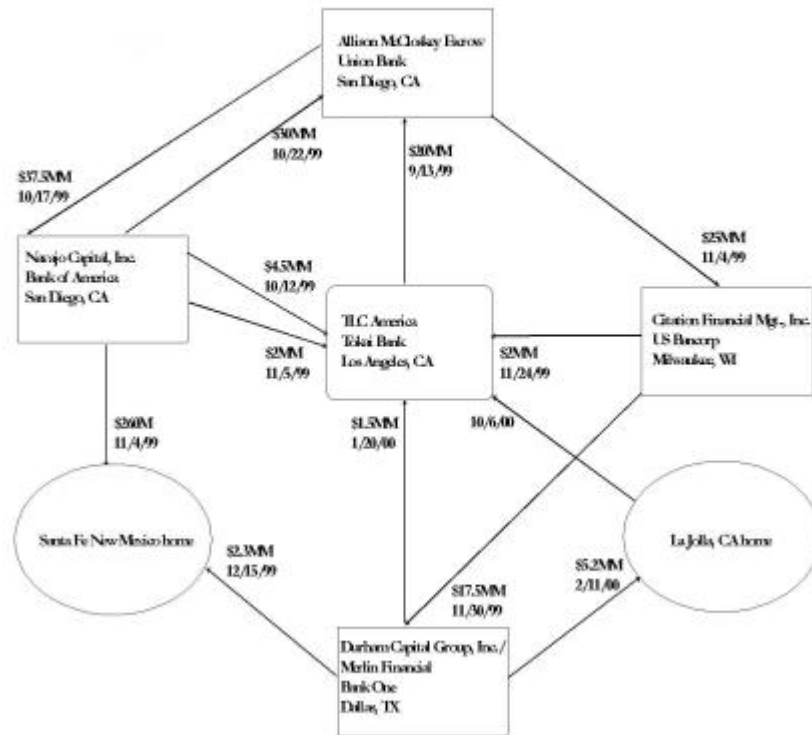 Allison McCloskey Escrow
Union Bank
San Diego, CA
$30MM
10/22/99
$20MM
9/13/99
$37.5MM
10/17/99
$25MM
11/4/99
Navajo Capital, Inc.
Bank of America
San Diego, CA
$4.5MM
10/12/99
TLC America
Tokai Bank
Los Angeles, CA
Citation Financial Mgt., Inc.
US Bancorp
Milwaukee, WI
$2MM
11/5/99
$2MM
11/24/99
$260M
11/4/99
$1.5MM
1/20/00
10/6/00
Santa Fe New Mexico home
La Jolla, CA home
$2.3MM
12/15/99
$17.5MM
11/30/99
$5.2MM
2/11/00
Durham Capital Group, Inc./
Merlin Financial
Bank One
Dallas, TX